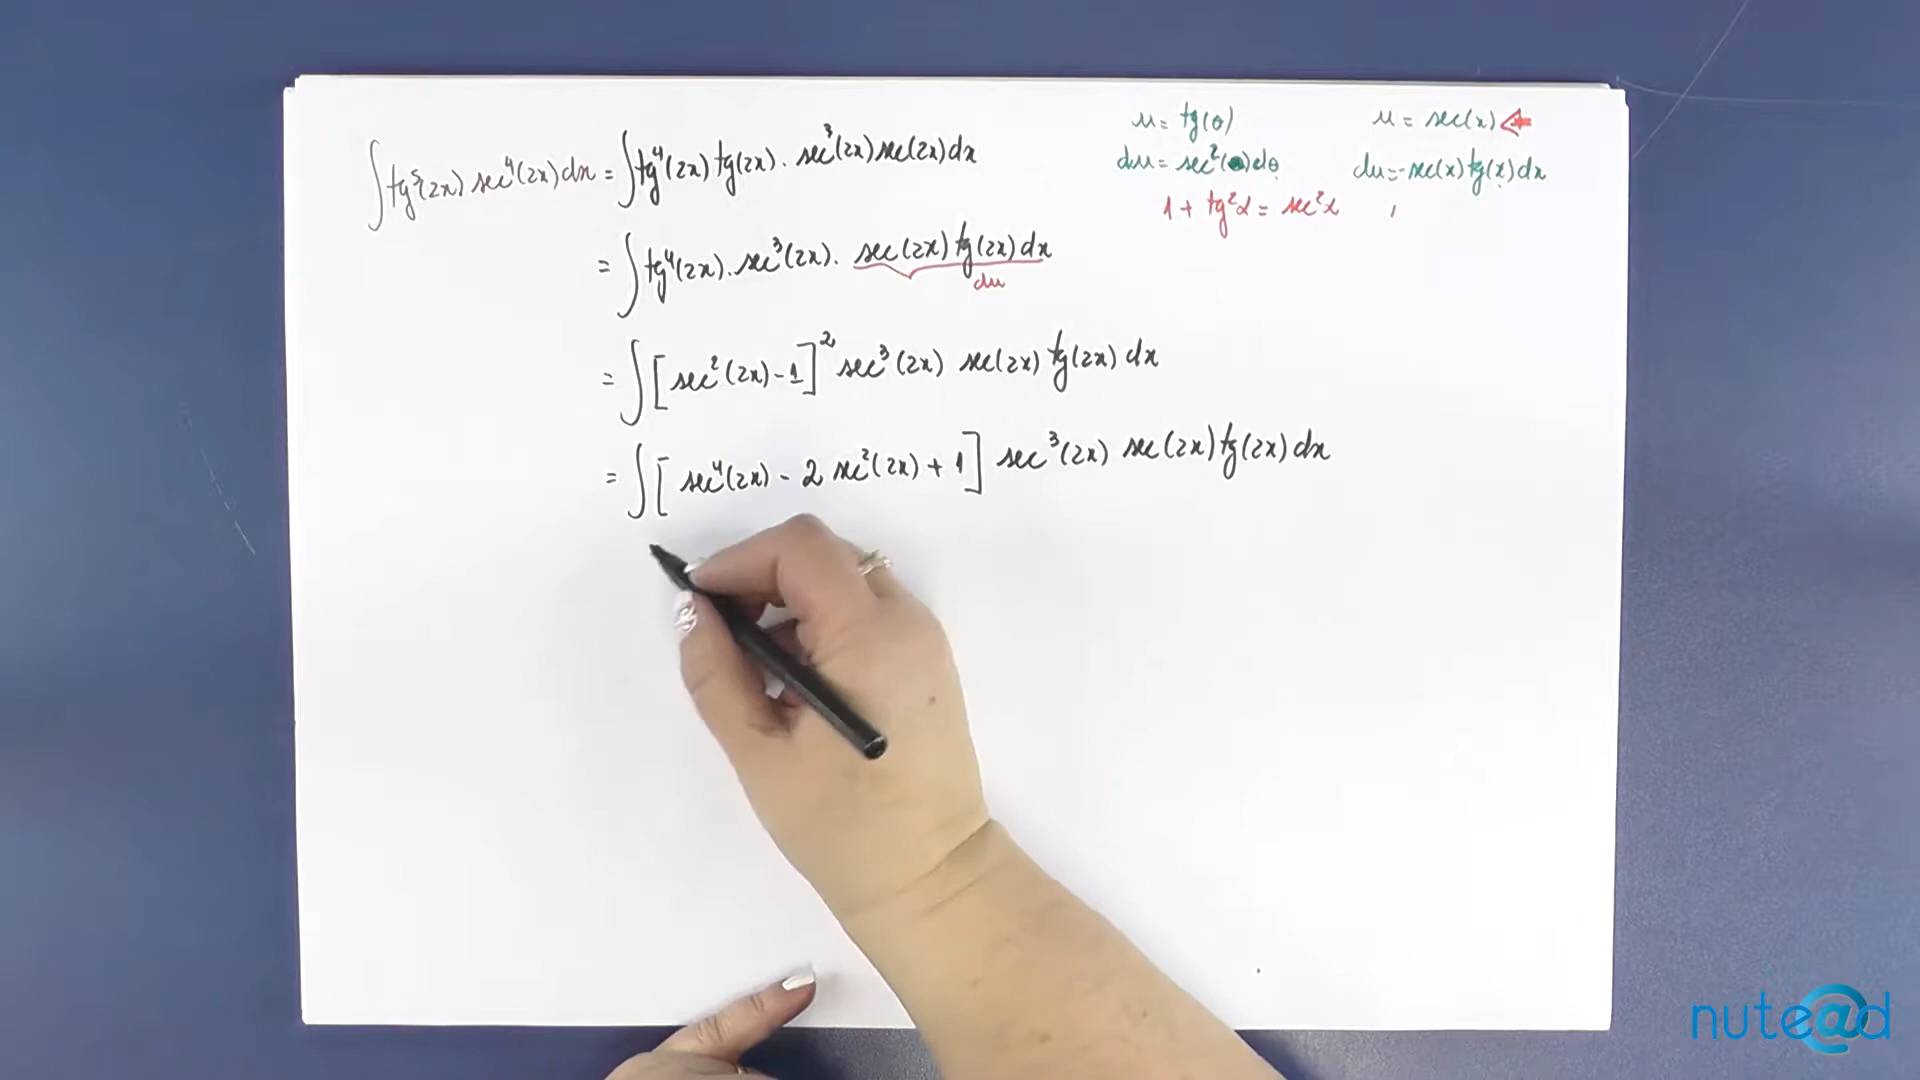 ∫tg⁵(2x) sec⁴(2x)dx = ∫tg⁴(2x) tg(2x) · sec³(2x) sec(2x)dx
= ∫tg⁴(2x) · sec³(2x) · sec(2x) tg(2x) dx
du
= ∫[sec²(2x) - 1]² sec³(2x) sec(2x) tg(2x) dx
= ∫[sec⁴(2x) - 2 sec²(2x) + 1] sec³(2x) sec(2x) tg(2x) dx
u = tg(θ)
du = sec²(θ)dθ
1 + tg²α = sec²α
u = sec(x)
du = sec(x) tg(x) dx
nute@d